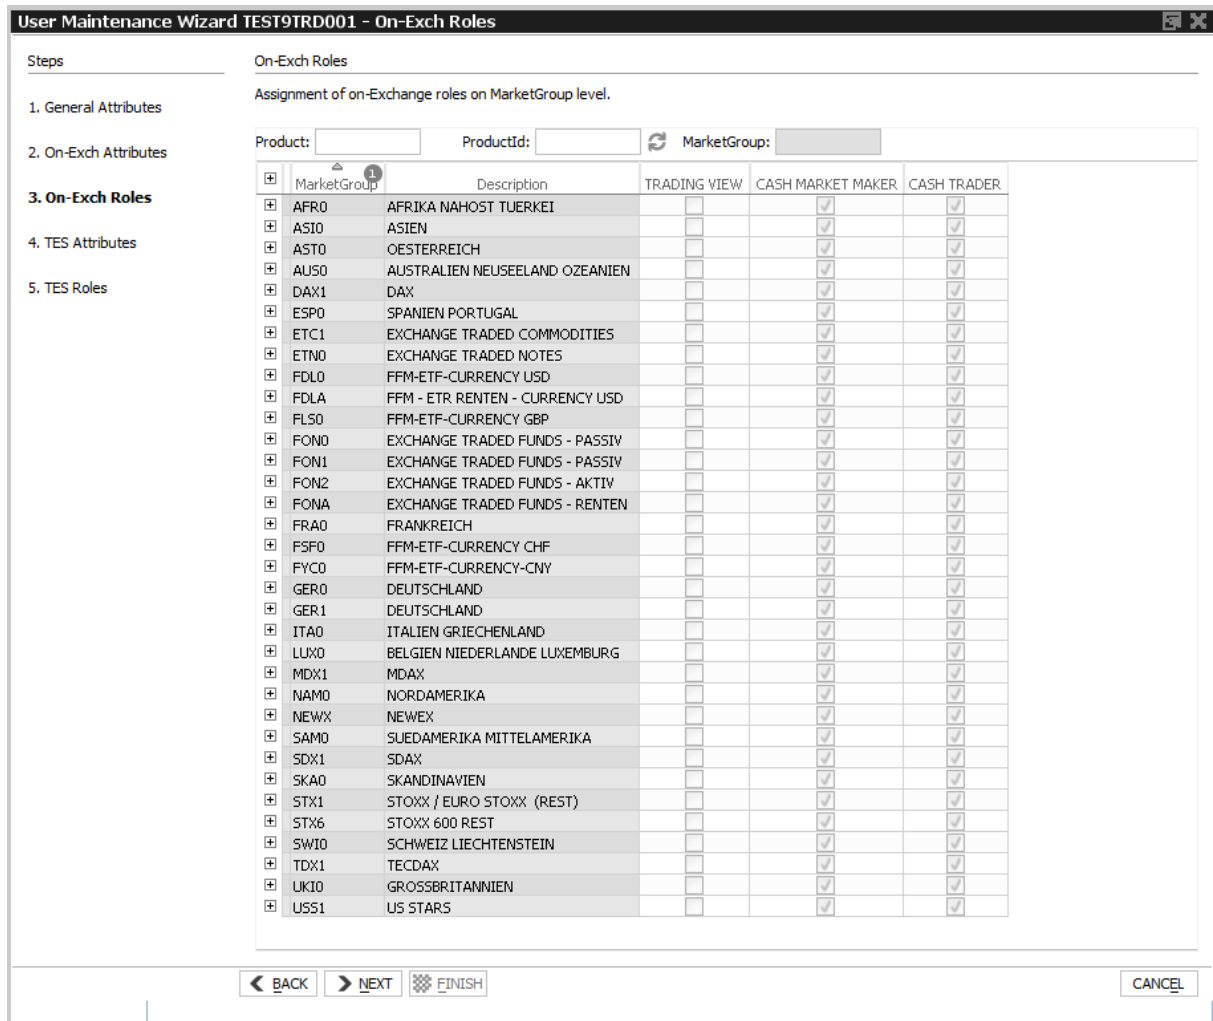 User Maintenance Wizard TEST9TRD001 - On-Exch Roles
Steps
On-Exch Roles
1. General Attributes
2. On-Exch Attributes
3. On-Exch Roles
4. TES Attributes
5. TES Roles
Assignment of on-Exchange roles on MarketGroup level.
Product: ProductId: MarketGroup:
MarketGroup 1 Description TRADING VIEW CASH MARKET MAKER CASH TRADER
AFR0 AFRIKA NAHOST TUERKEI
ASI0 ASIEN
AST0 OESTERREICH
AUS0 AUSTRALIEN NEUSEELAND OZEANIEN
DAX1 DAX
ESP0 SPANIEN PORTUGAL
ETC1 EXCHANGE TRADED COMMODITIES
ETN0 EXCHANGE TRADED NOTES
FDL0 FFM-ETF-CURRENCY USD
FDLA FFM - ETR RENTEN - CURRENCY USD
FLS0 FFM-ETF-CURRENCY GBP
FON0 EXCHANGE TRADED FUNDS - PASSIV
FON1 EXCHANGE TRADED FUNDS - PASSIV
FON2 EXCHANGE TRADED FUNDS - AKTIV
FONA EXCHANGE TRADED FUNDS - RENTEN
FRA0 FRANKREICH
FSF0 FFM-ETF-CURRENCY CHF
FYC0 FFM-ETF-CURRENCY-CNY
GER0 DEUTSCHLAND
GER1 DEUTSCHLAND
ITA0 ITALIEN GRIECHENLAND
LUX0 BELGIEN NIEDERLANDE LUXEMBURG
MDX1 MDAX
NAM0 NORDAMERIKA
NEWX NEWEX
SAM0 SUEDAMERIKA MITTELAMERIKA
SDX1 SDAX
SKA0 SKANDINAVIEN
STX1 STOXX / EURO STOXX (REST)
STX6 STOXX 600 REST
SWI0 SCHWEIZ LIECHTENSTEIN
TDX1 TECDAX
UKI0 GROSSBRITANNIEN
USS1 US STARS
BACK NEXT FINISH CANCEL